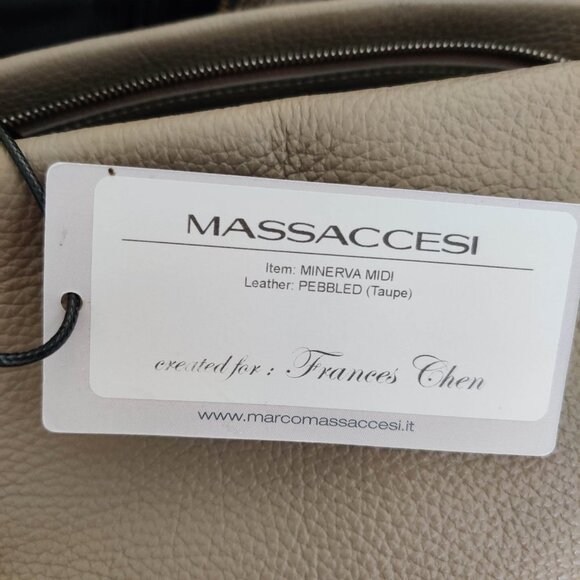 MASSACCESI
Item: MINERVA MIDI
Leather: PEBBLED (Taupe)
created for : Frances Chen
www.marcomassaccesi.it